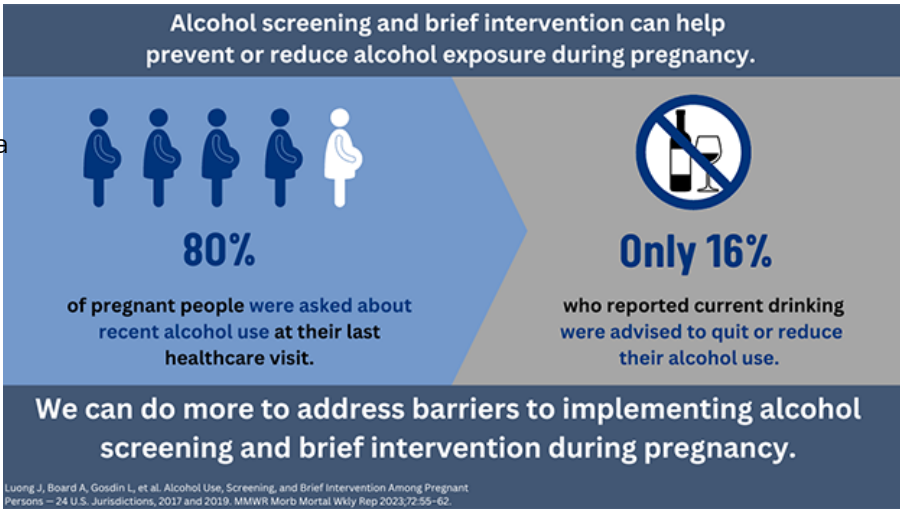 Alcohol screening and brief intervention can help
prevent or reduce alcohol exposure during pregnancy.
a
80%
of pregnant people were asked about
recent alcohol use at their last
healthcare visit.
Only 16%
who reported current drinking
were advised to quit or reduce
their alcohol use.
We can do more to address barriers to implementing alcohol
screening and brief intervention during pregnancy.
Luong J, Board A, Gosdin L, et al. Alcohol Use, Screening, and Brief Intervention Among Pregnant
Persons — 24 U.S. Jurisdictions, 2017 and 2019. MMWR Morb Mortal Wkly Rep 2023;72:55–62.